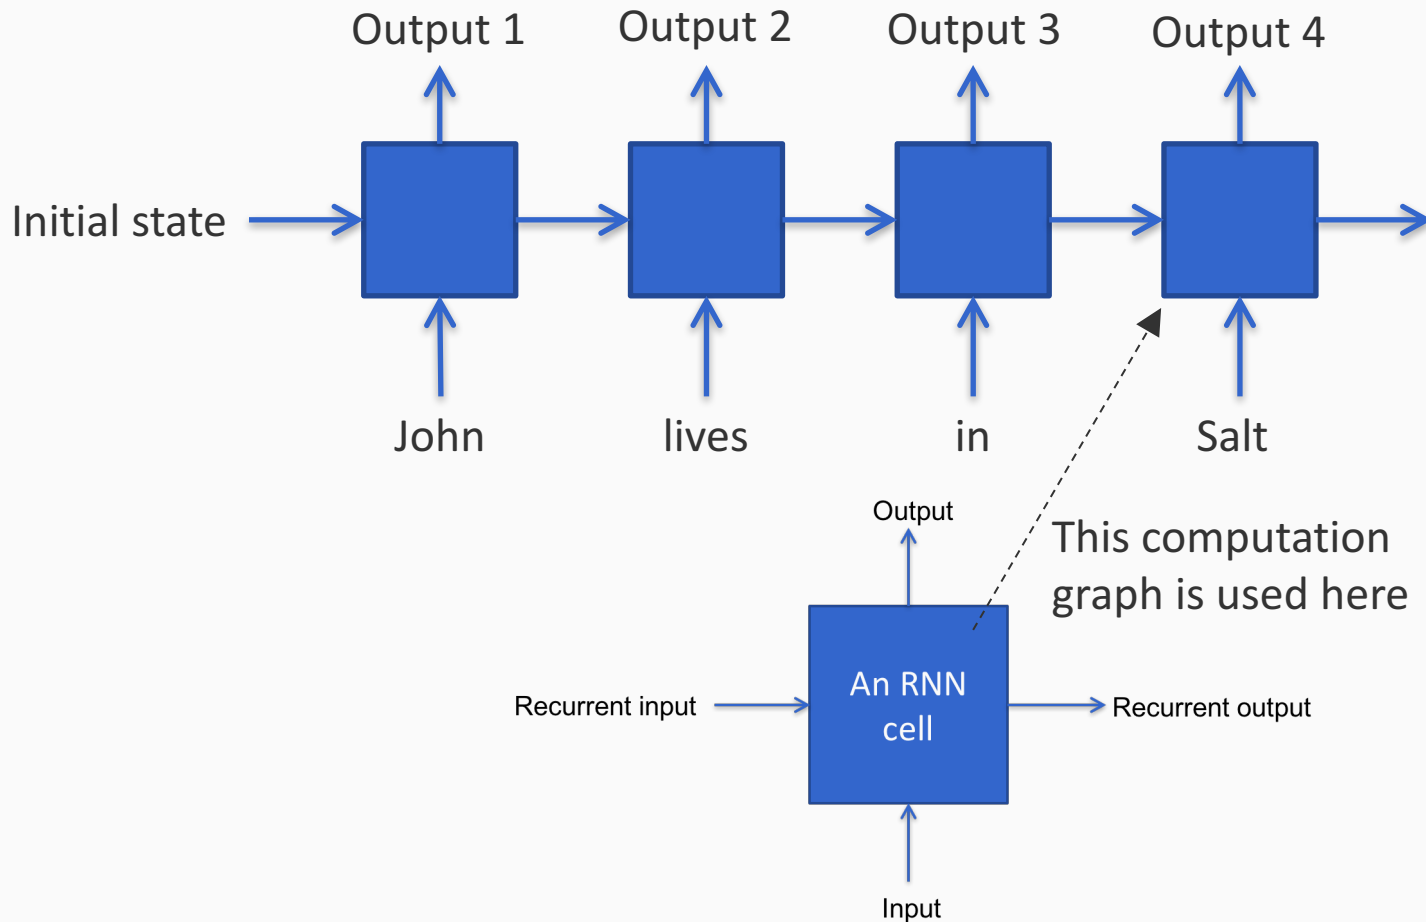 Output 1
Output 2
Output 3
Output 4
Initial state
John
lives
in
Salt
Output
This computation
graph is used here
An RNN
cell
Recurrent input
Recurrent output
Input